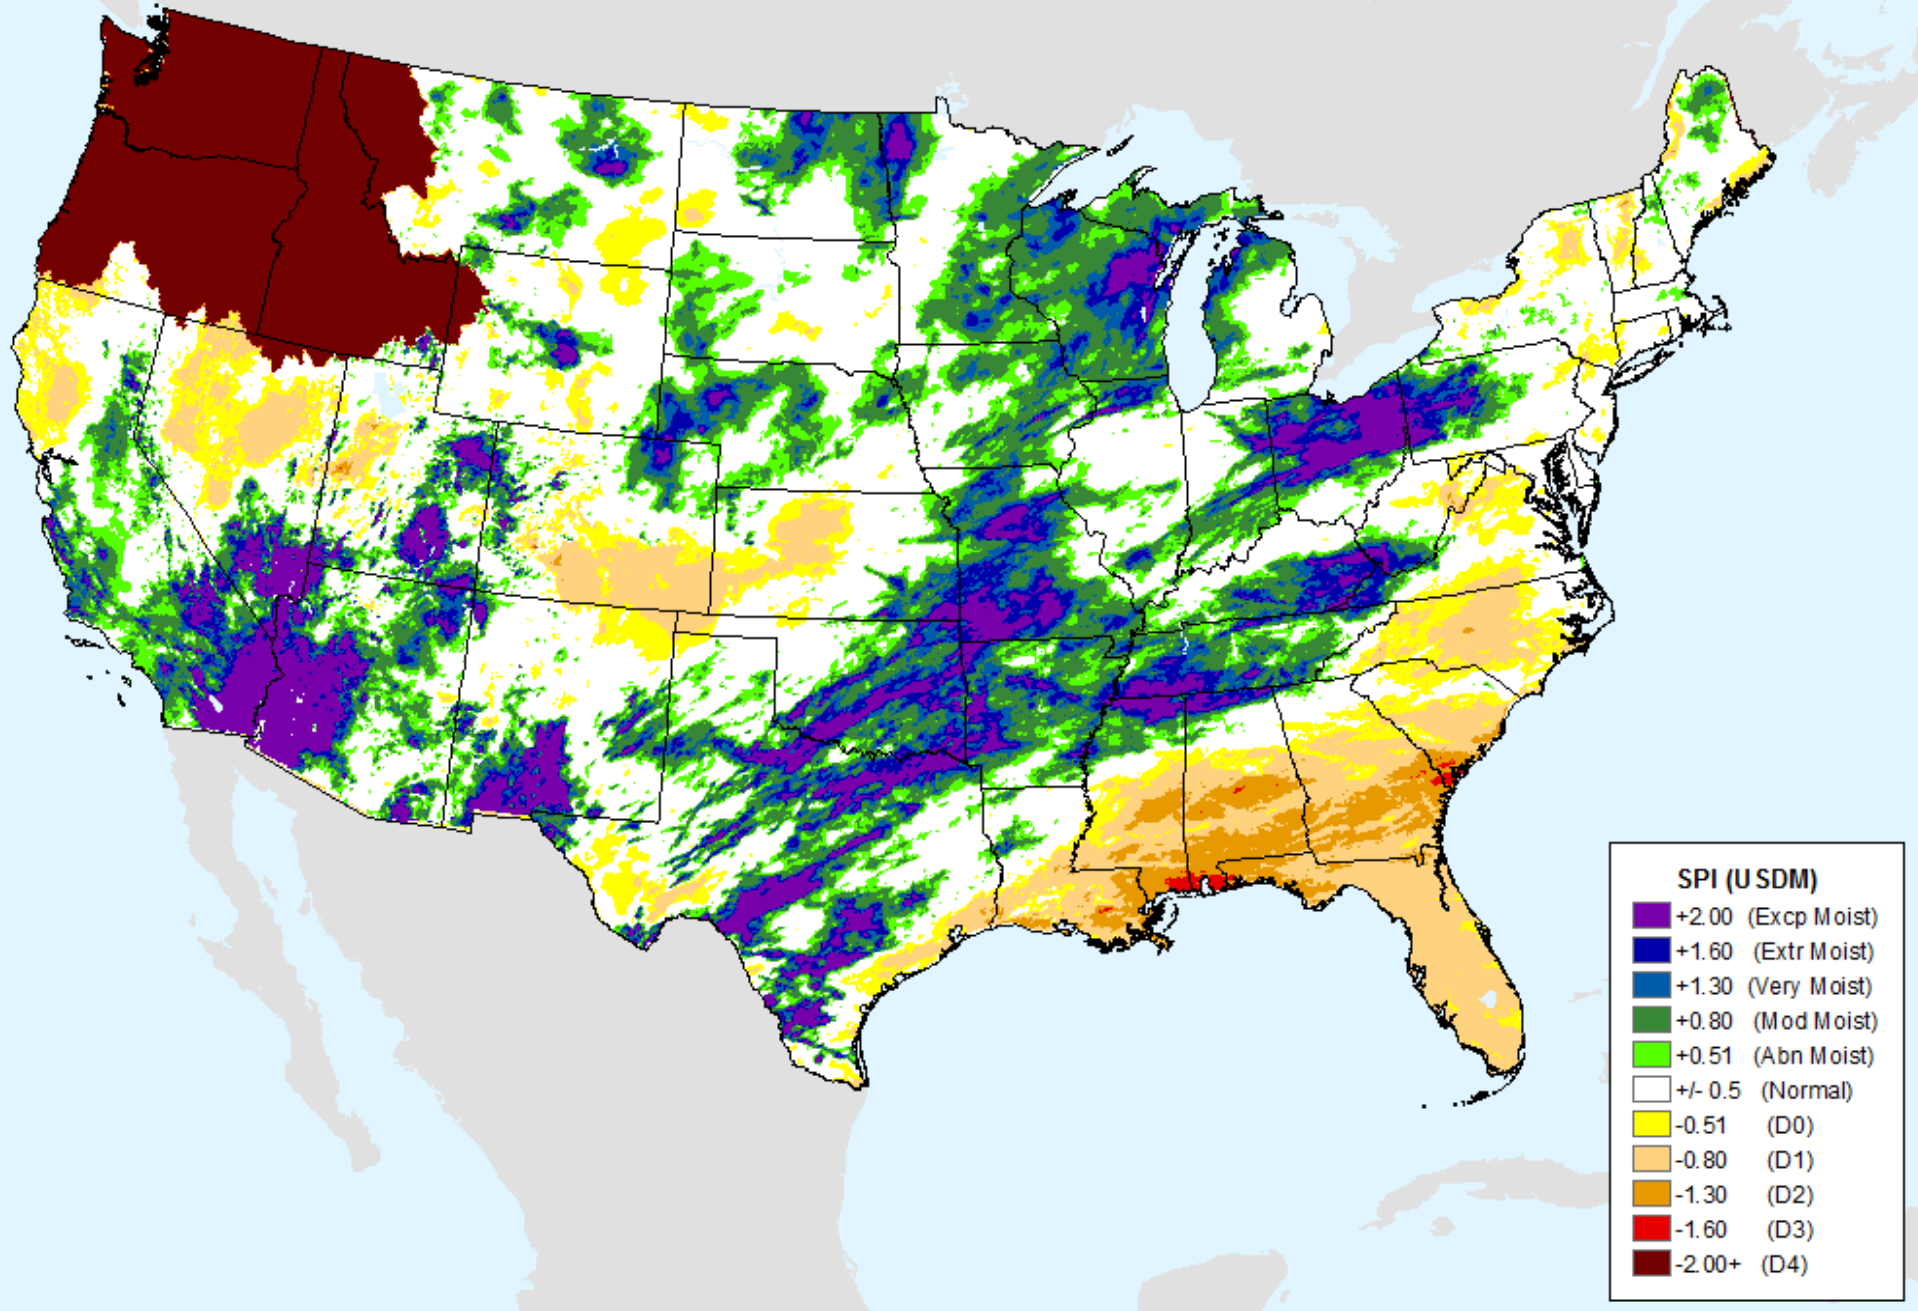 SPI (USDM)
+2.00 (Excp Moist)
+1.60 (Extr Moist)
+1.30 (Very Moist)
+0.80 (Mod Moist)
+0.51 (Abn Moist)
+/- 0.5 (Normal)
-0.51 (D0)
-0.80 (D1)
-1.30 (D2)
-1.60 (D3)
-2.00+ (D4)